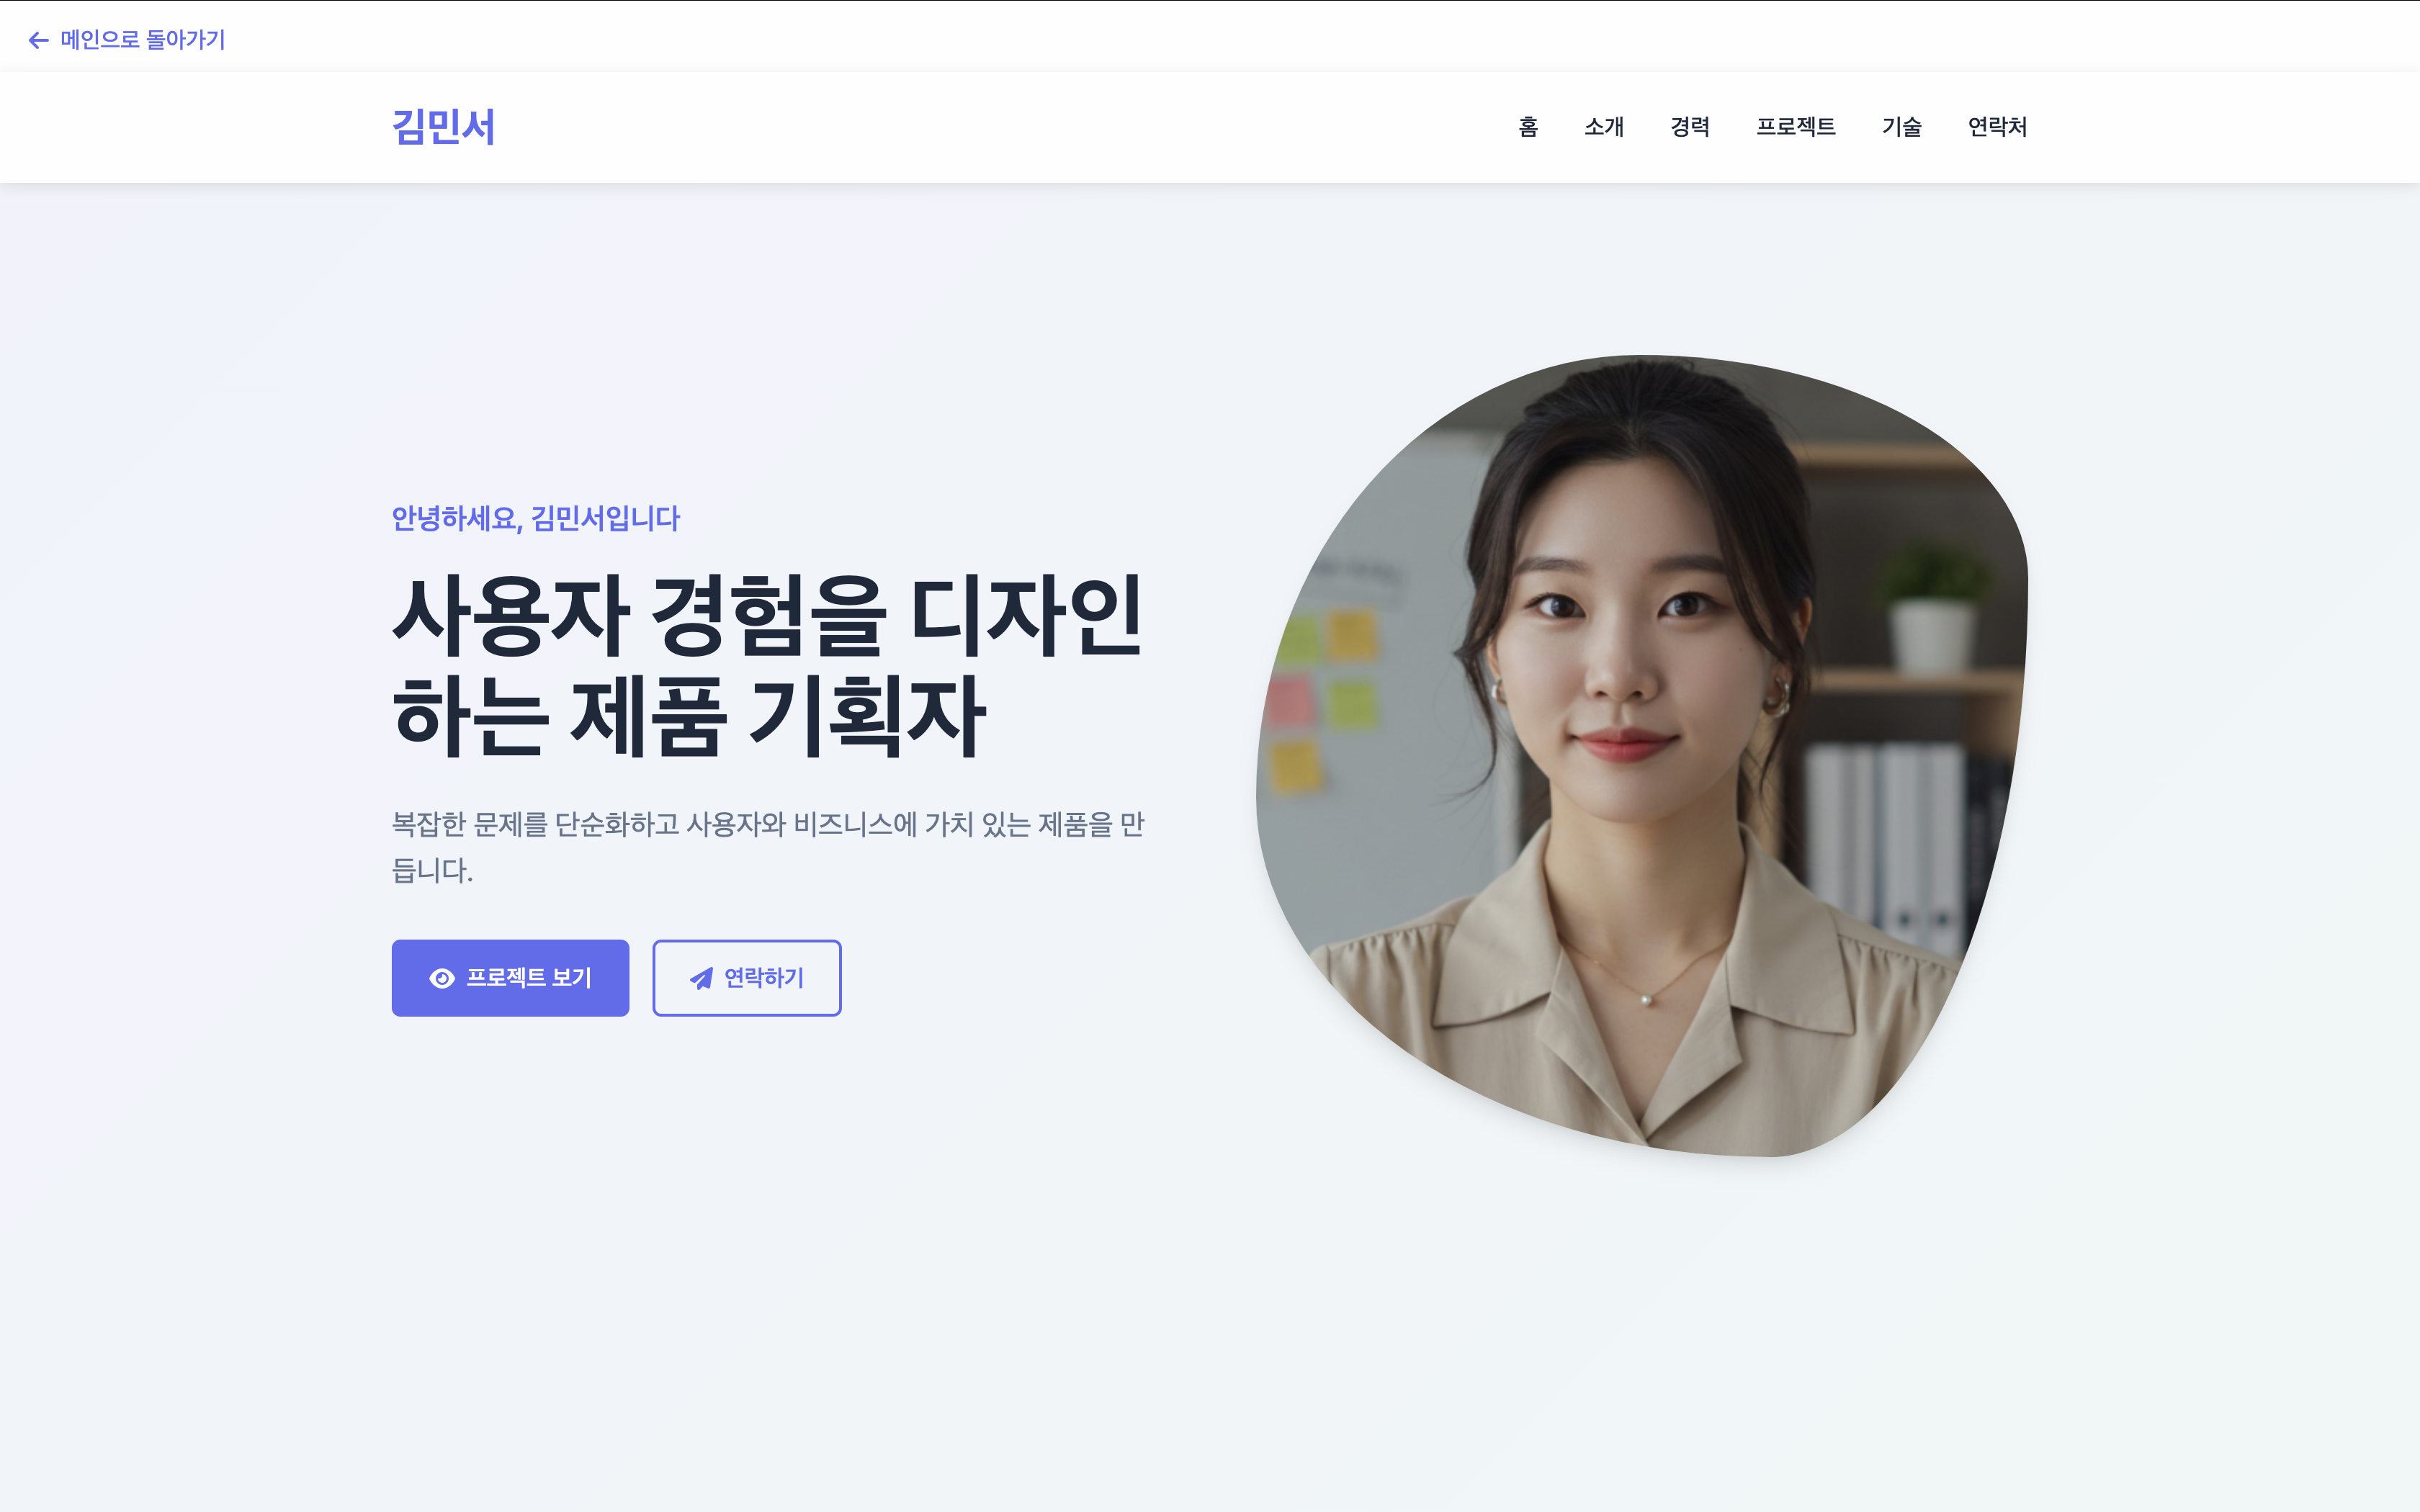 메인으로 돌아가기
김민서
홈 소개 경력 프로젝트 기술 연락처
안녕하세요, 김민서입니다
사용자 경험을 디자인
하는 제품 기획자
복잡한 문제를 단순화하고 사용자와 비즈니스에 가치 있는 제품을 만
듭니다.
프로젝트 보기 연락하기